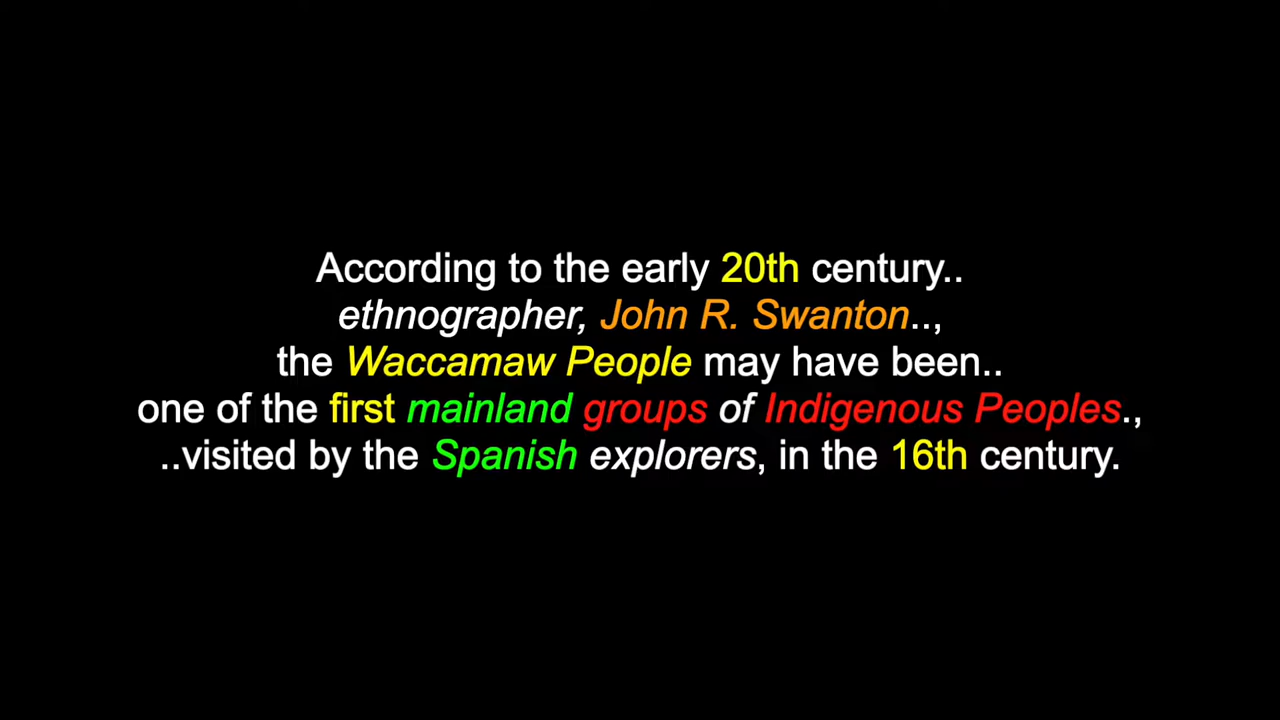 According to the early 20th century..
ethnographer, John R. Swanton..,
the Waccamaw People may have been..
one of the first mainland groups of Indigenous Peoples.,
..visited by the Spanish explorers, in the 16th century.